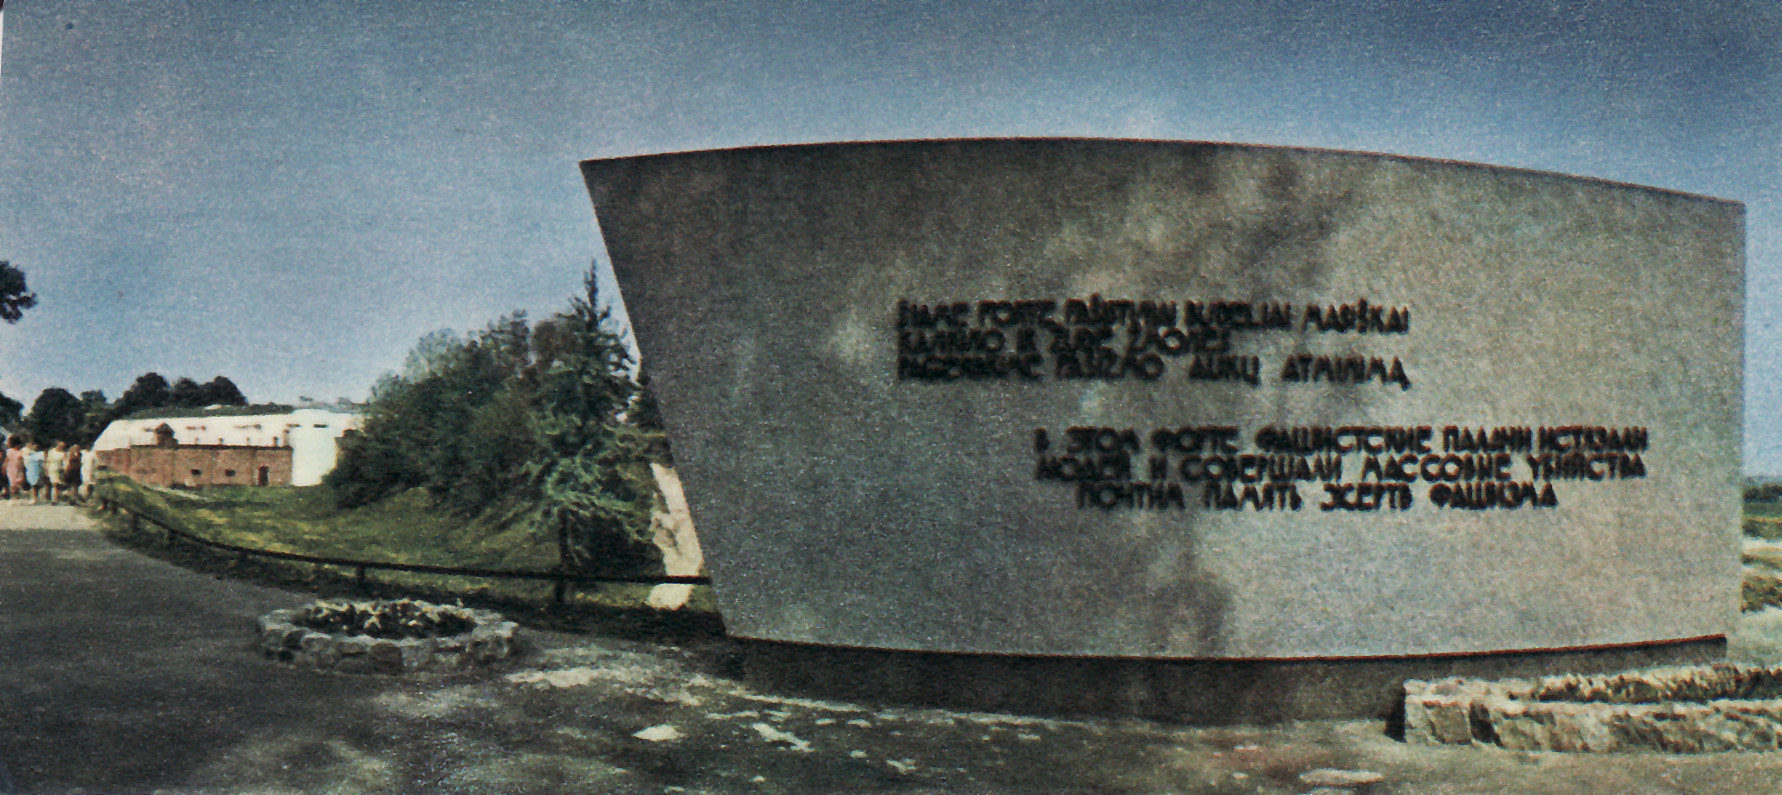 ŠIAME FORTE FAŠISTINIAI BUDELIAI ŽVĖRIŠKAI
KANKINO IR ŽUDĖ ŽMONES
PAGERBKIME FAŠIZMO AUKŲ ATMINIMĄ
В ЭТОМ ФОРТЕ ФАШИСТСКИЕ ПАЛАЧИ ИСТЯЗАЛИ
ЛЮДЕЙ И СОВЕРШАЛИ МАССОВЫЕ УБИЙСТВА
ПОЧТИМ ПАМЯТЬ ЖЕРТВ ФАШИЗМА